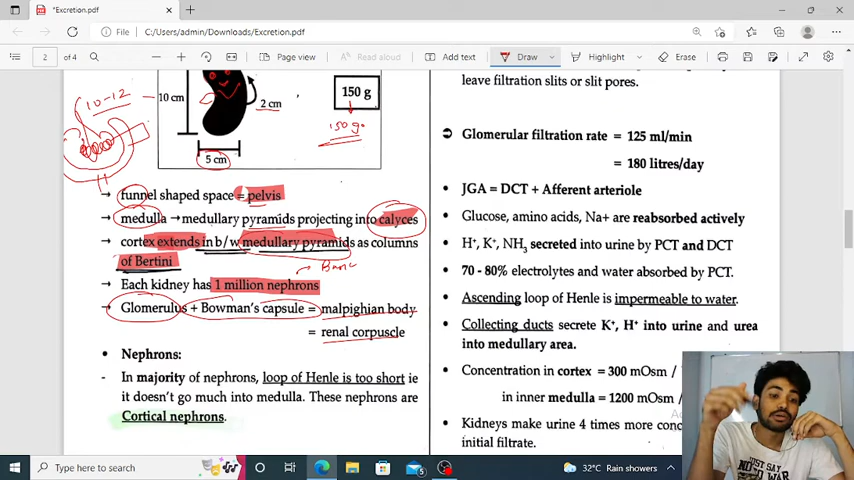 Excretion.pdf
File
C:/Users/admin/Downloads/Excretion.pdf
2 of 4
Page view
Read aloud
Add text
Draw
Highlight
Erase
10-12
10 cm
2 cm
5 cm
150 g
150 g
→ funnel shaped space = pelvis
→ medulla → medullary pyramids projecting into calyces
→ cortex extends in b/w medullary pyramids as columns
of Bertini
→ Each kidney has 1 million nephrons
→ Glomerulus + Bowman's capsule = malpighian body
= renal corpuscle
• Nephrons:
- In majority of nephrons, loop of Henle is too short ie
it doesn't go much into medulla. These nephrons are
Cortical nephrons.
leave filtration slits or slit pores.
Glomerular filtration rate = 125 ml/min
= 180 litres/day
• JGA = DCT + Afferent arteriole
• Glucose, amino acids, Na+ are reabsorbed actively
• H+, K+, NH3 secreted into urine by PCT and DCT
• 70 - 80% electrolytes and water absorbed by PCT.
• Ascending loop of Henle is impermeable to water.
• Collecting ducts secrete K+, H+ into urine and urea
into medullary area.
• Concentration in cortex = 300 mOsm /
in inner medulla = 1200 mOsm /
• Kidneys make urine 4 times more conc
initial filtrate.
JUST SAY
NO TO WAR
Type here to search
5
32°C Rain showers